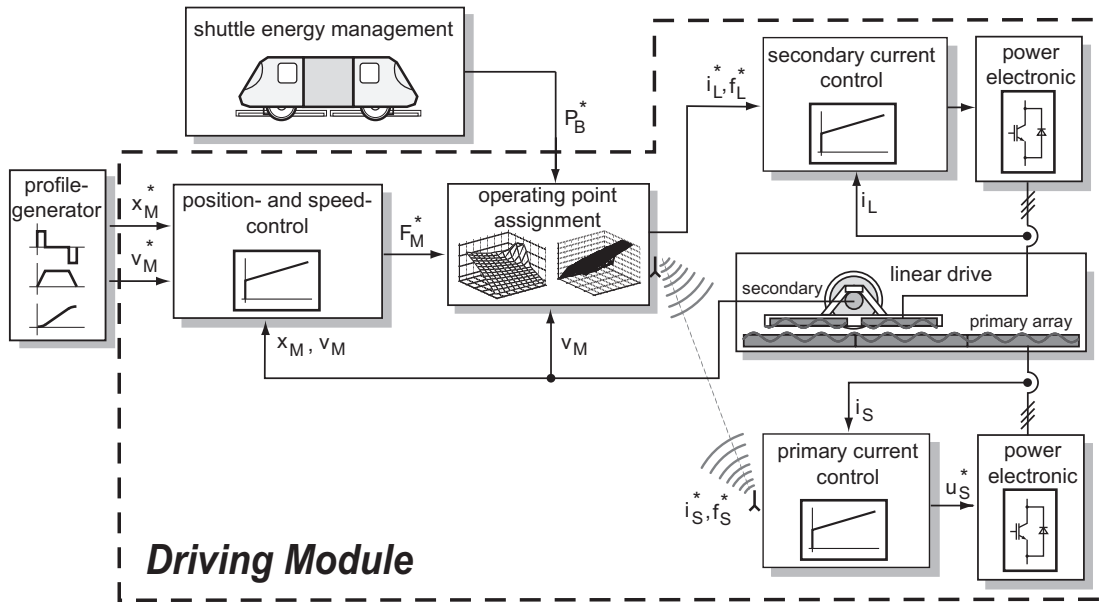 shuttle energy management
P_B^*
profile-
generator
x_M^*
v_M^*
position- and speed-
control
F_M^*
operating point
assignment
i_L^*, f_L^*
secondary current
control
power
electronic
i_L
linear drive
secondary
primary array
x_M , v_M
v_M
i_S
primary current
control
i_S^*, f_S^*
u_S^*
power
electronic
Driving Module